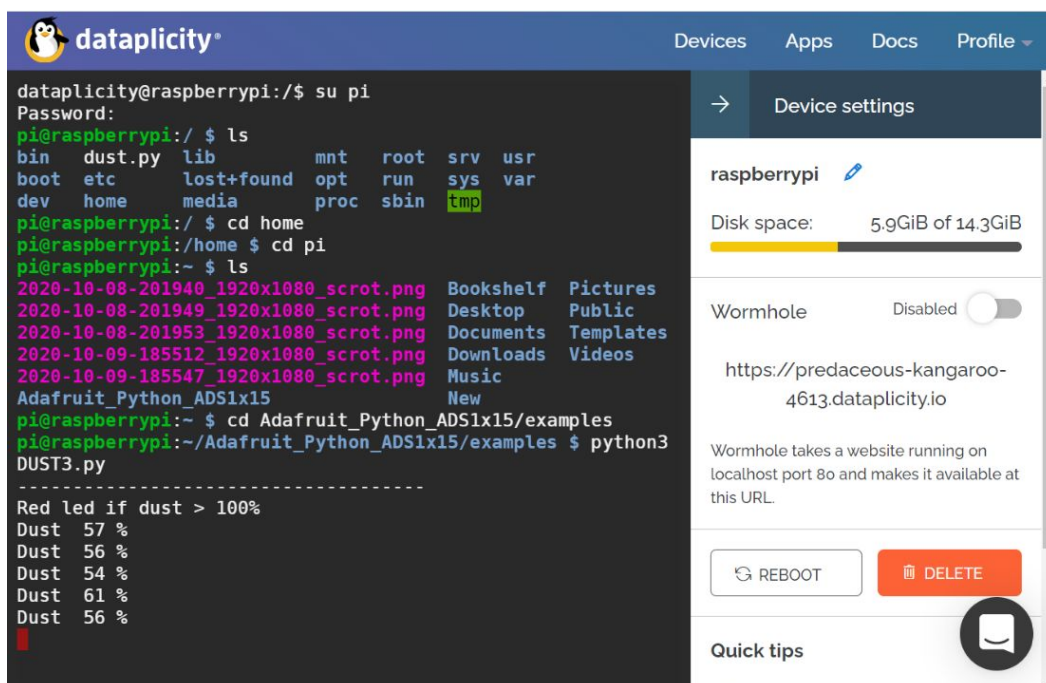 dataplicity®
Devices Apps Docs Profile
dataplicity@raspberrypi:/$ su pi
Password:
pi@raspberrypi:/ $ ls
bin dust.py lib mnt root srv usr
boot etc lost+found opt run sys var
dev home media proc sbin tmp
pi@raspberrypi:/ $ cd home
pi@raspberrypi:/home $ cd pi
pi@raspberrypi:~ $ ls
2020-10-08-201940_1920x1080_scrot.png Bookshelf Pictures
2020-10-08-201949_1920x1080_scrot.png Desktop Public
2020-10-08-201953_1920x1080_scrot.png Documents Templates
2020-10-09-185512_1920x1080_scrot.png Downloads Videos
2020-10-09-185547_1920x1080_scrot.png Music
Adafruit_Python_ADS1x15 New
pi@raspberrypi:~ $ cd Adafruit_Python_ADS1x15/examples
pi@raspberrypi:~/Adafruit_Python_ADS1x15/examples $ python3
DUST3.py
-------------------------------------
Red led if dust > 100%
Dust 57 %
Dust 56 %
Dust 54 %
Dust 61 %
Dust 56 %
Device settings
raspberrypi
Disk space: 5.9GiB of 14.3GiB
Wormhole Disabled
https://predaceous-kangaroo-
4613.dataplicity.io
Wormhole takes a website running on
localhost port 80 and makes it available at
this URL.
REBOOT DELETE
Quick tips